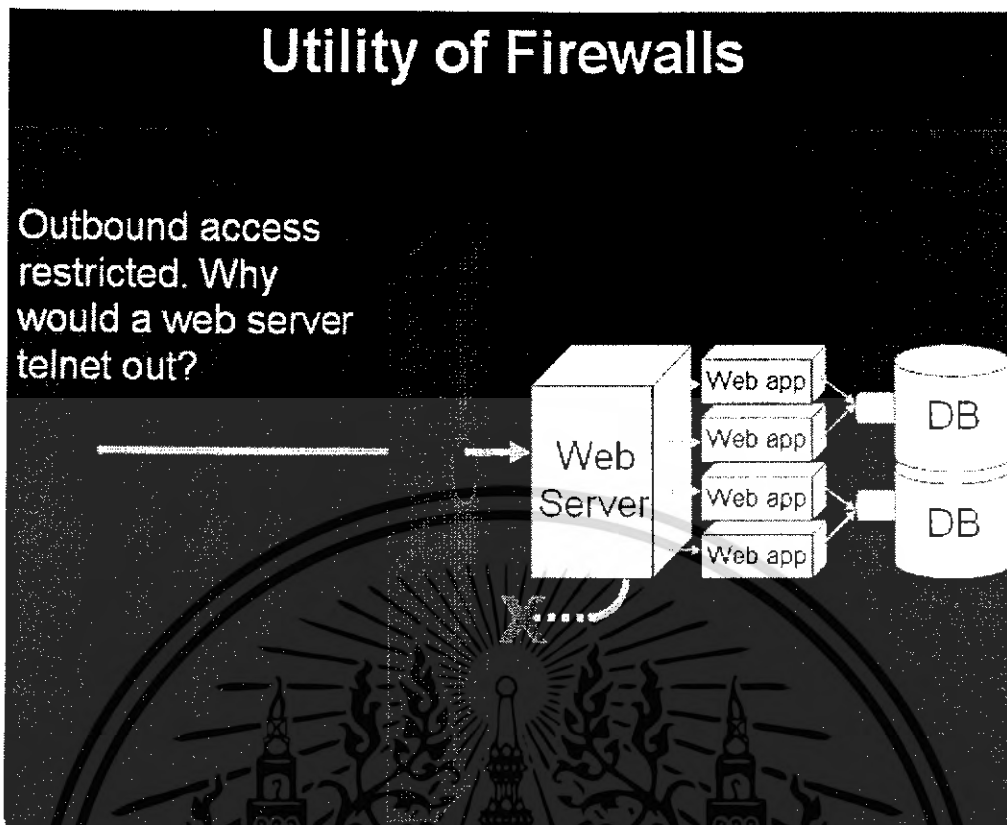 Utility of Firewalls
Outbound access
restricted. Why
would a web server
telnet out?
Web
Server
Web app
Web app
Web app
Web app
DB
DB
X